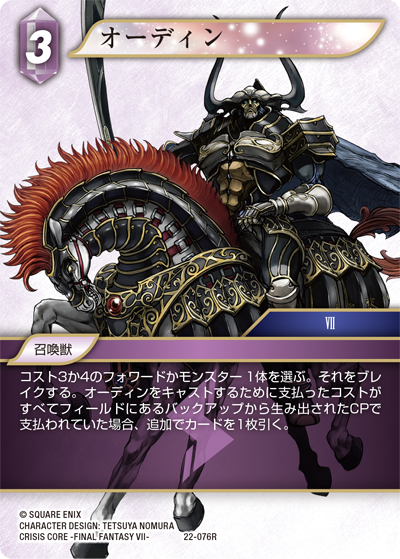 3
オーディン
VII
召喚獣
コスト3か4のフォワードかモンスター1体を選ぶ。それをブレ
イクする。オーディンをキャストするために支払ったコストが
すべてフィールドにあるバックアップから生み出されたCPで
支払われていた場合、追加でカードを1枚引く。
© SQUARE ENIX
CHARACTER DESIGN: TETSUYA NOMURA
CRISIS CORE -FINAL FANTASY VII-
22-076R